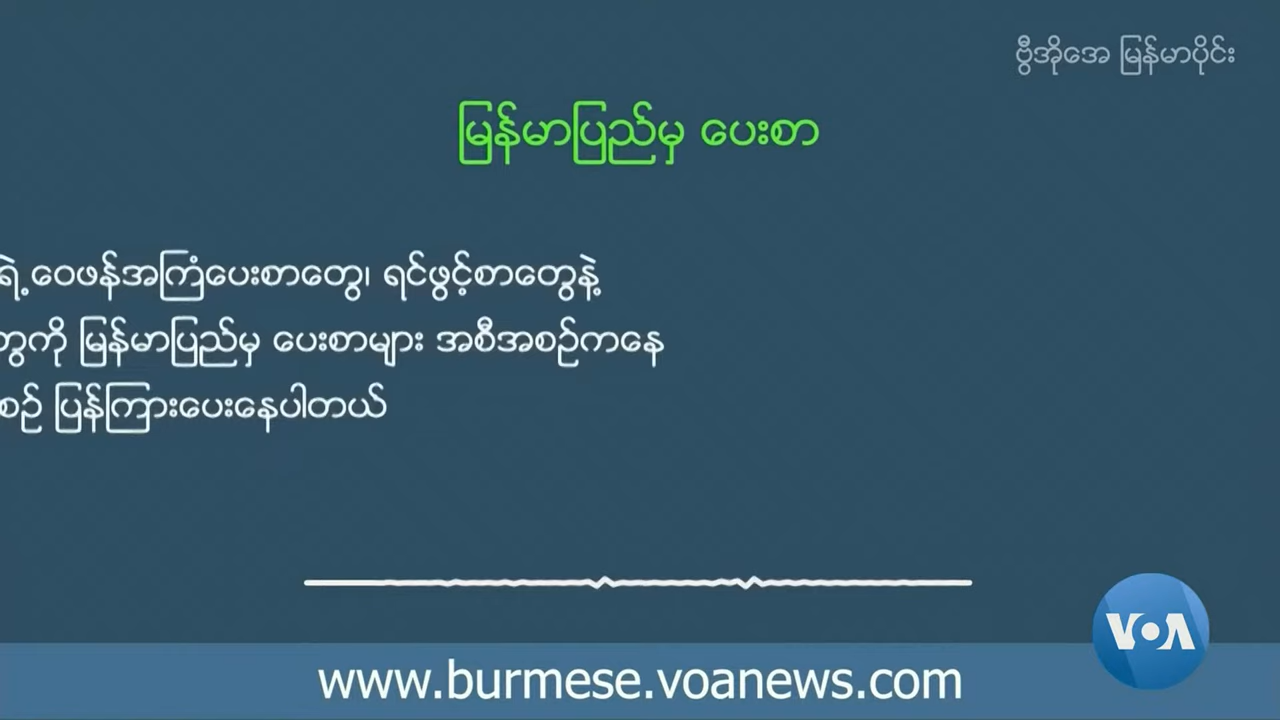 ဗွီအိုအေ မြန်မာပိုင်း
မြန်မာပြည်မှ ပေးစာ
ရဲ့ ဝေဖန်အကြံပေးစာတွေ၊ ရင်ဖွင့်စာတွေနဲ့
တွေကို မြန်မာပြည်မှ ပေးစာများ အစီအစဉ်ကနေ
စဉ် ပြန်ကြားပေးနေပါတယ်
VOA
www.burmese.voanews.com